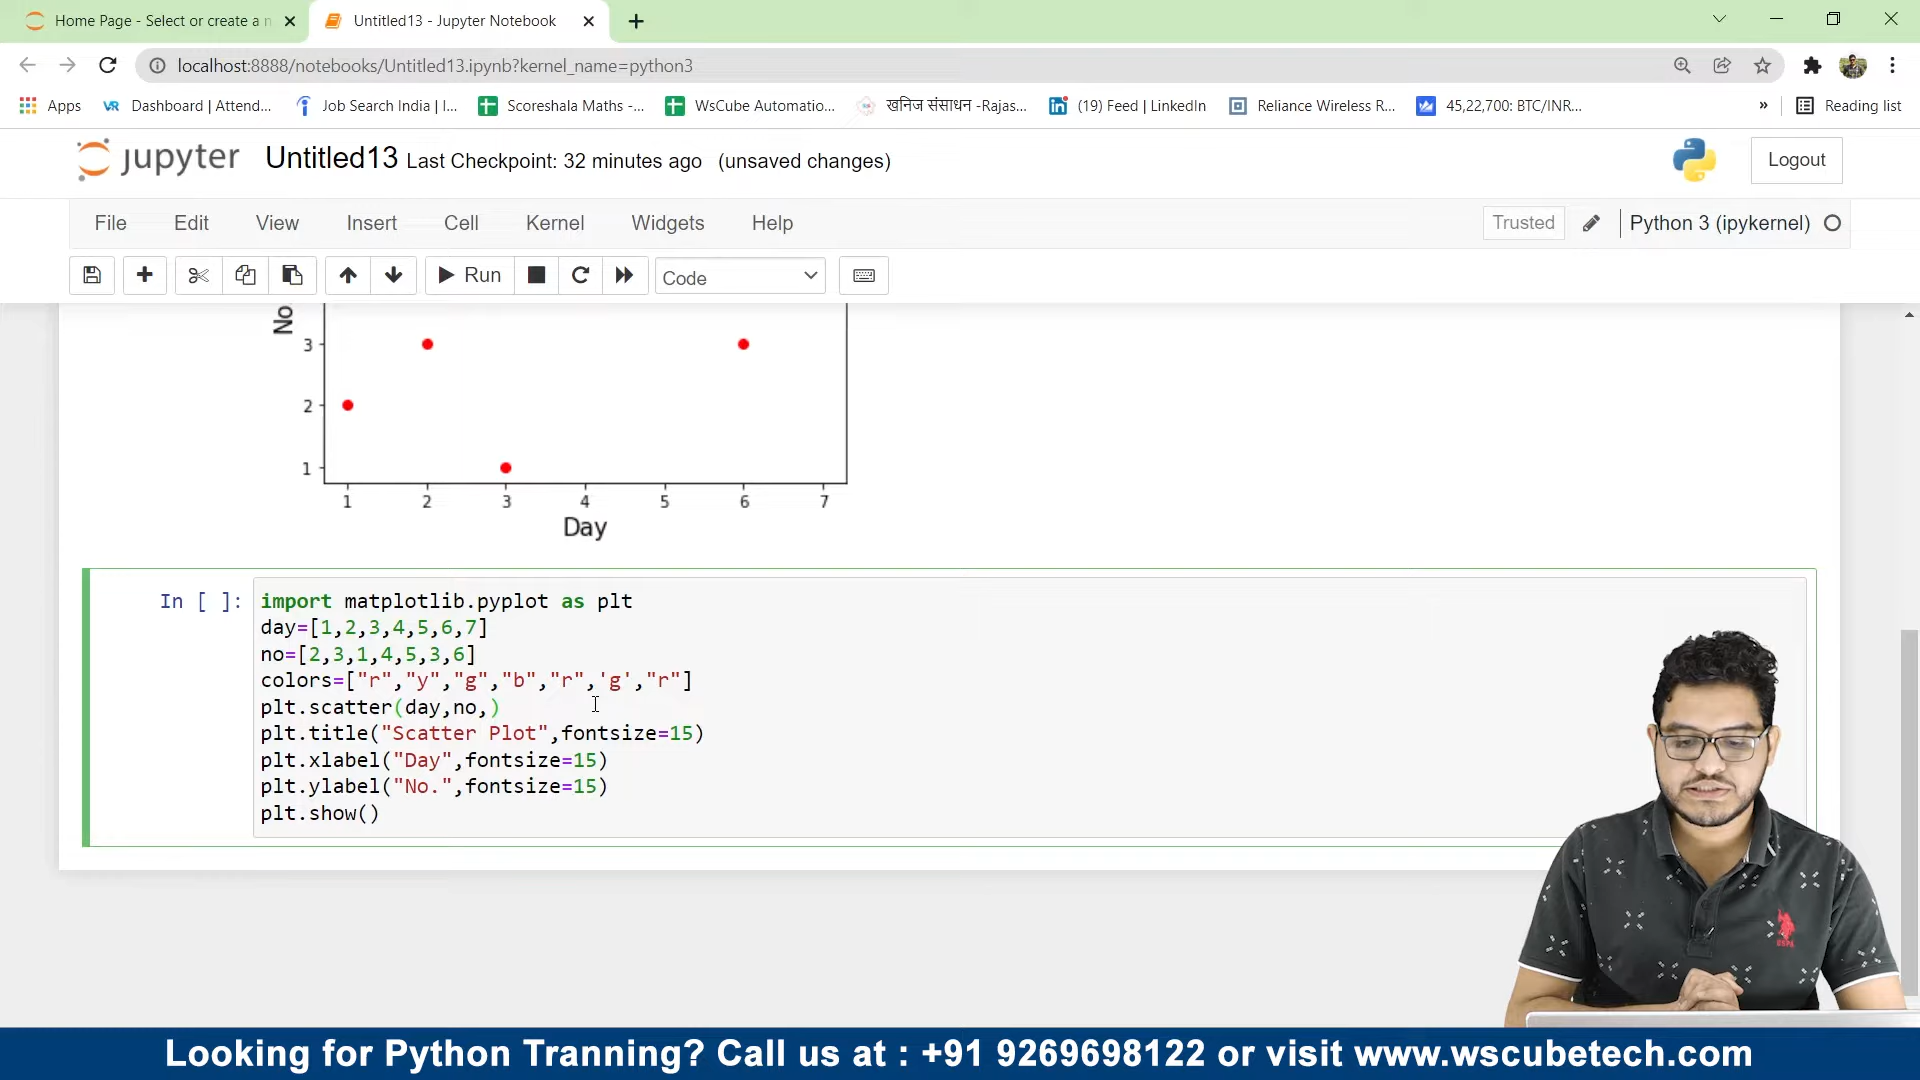 Home Page - Select or create a n
Untitled13 - Jupyter Notebook
localhost:8888/notebooks/Untitled13.ipynb?kernel_name=python3
Apps
VR Dashboard | Attend...
Job Search India | I...
Scoreshala Maths -...
WsCube Automatio...
खनिज संसाधन -Rajas...
in (19) Feed | LinkedIn
Reliance Wireless R...
45,22,700: BTC/INR...
»
Reading list
jupyter Untitled13 Last Checkpoint: 32 minutes ago (unsaved changes)
Logout
File Edit View Insert Cell Kernel Widgets Help
Trusted
Python 3 (ipykernel)
Run
Code
No
3
2
1
1 2 3 4 5 6 7
Day
In [ ]:
import matplotlib.pyplot as plt
day=[1,2,3,4,5,6,7]
no=[2,3,1,4,5,3,6]
colors=["r","y","g","b","r",'g',"r"]
plt.scatter(day,no,)
plt.title("Scatter Plot",fontsize=15)
plt.xlabel("Day",fontsize=15)
plt.ylabel("No.",fontsize=15)
plt.show()
Looking for Python Tranning? Call us at : +91 9269698122 or visit www.wscubetech.com